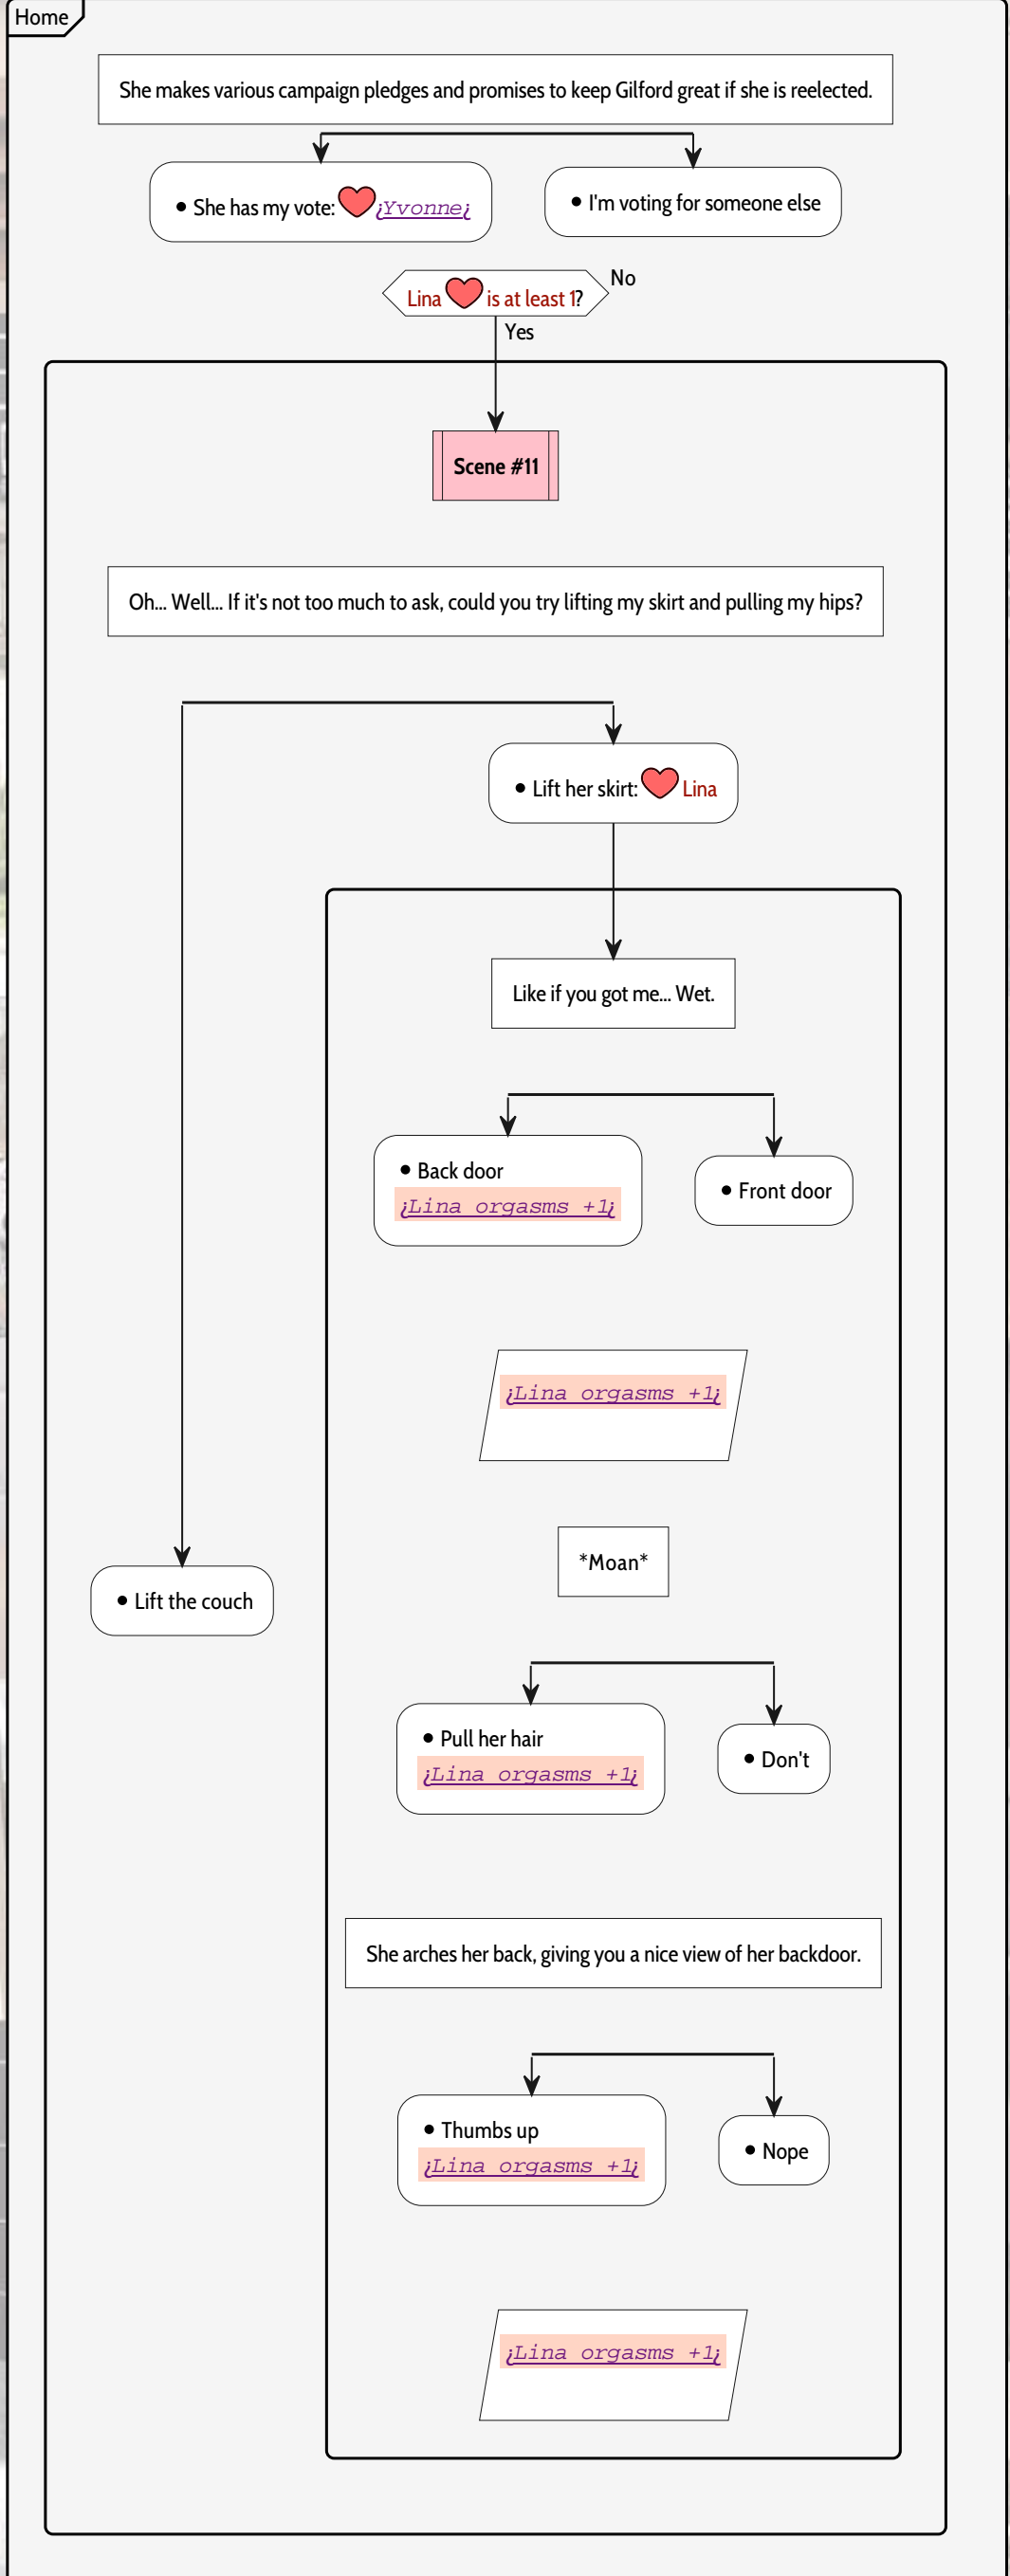 Home
She makes various campaign pledges and promises to keep Gilford great if she is reelected.
• She has my vote: ❤¿Yvonne¿
• I'm voting for someone else
Lina ❤ is at least 1?
No
Yes
Scene #11
Oh... Well... If it's not too much to ask, could you try lifting my skirt and pulling my hips?
• Lift her skirt: ❤ Lina
Like if you got me... Wet.
• Back door
¿Lina orgasms +1¿
• Front door
¿Lina orgasms +1¿
*Moan*
• Lift the couch
• Pull her hair
¿Lina orgasms +1¿
• Don't
She arches her back, giving you a nice view of her backdoor.
• Thumbs up
¿Lina orgasms +1¿
• Nope
¿Lina orgasms +1¿